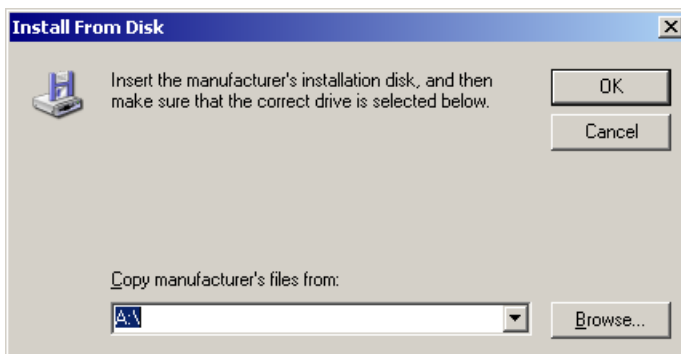 Install From Disk
Insert the manufacturer's installation disk, and then
make sure that the correct drive is selected below.
OK
Cancel
Copy manufacturer's files from:
A:\
Browse...